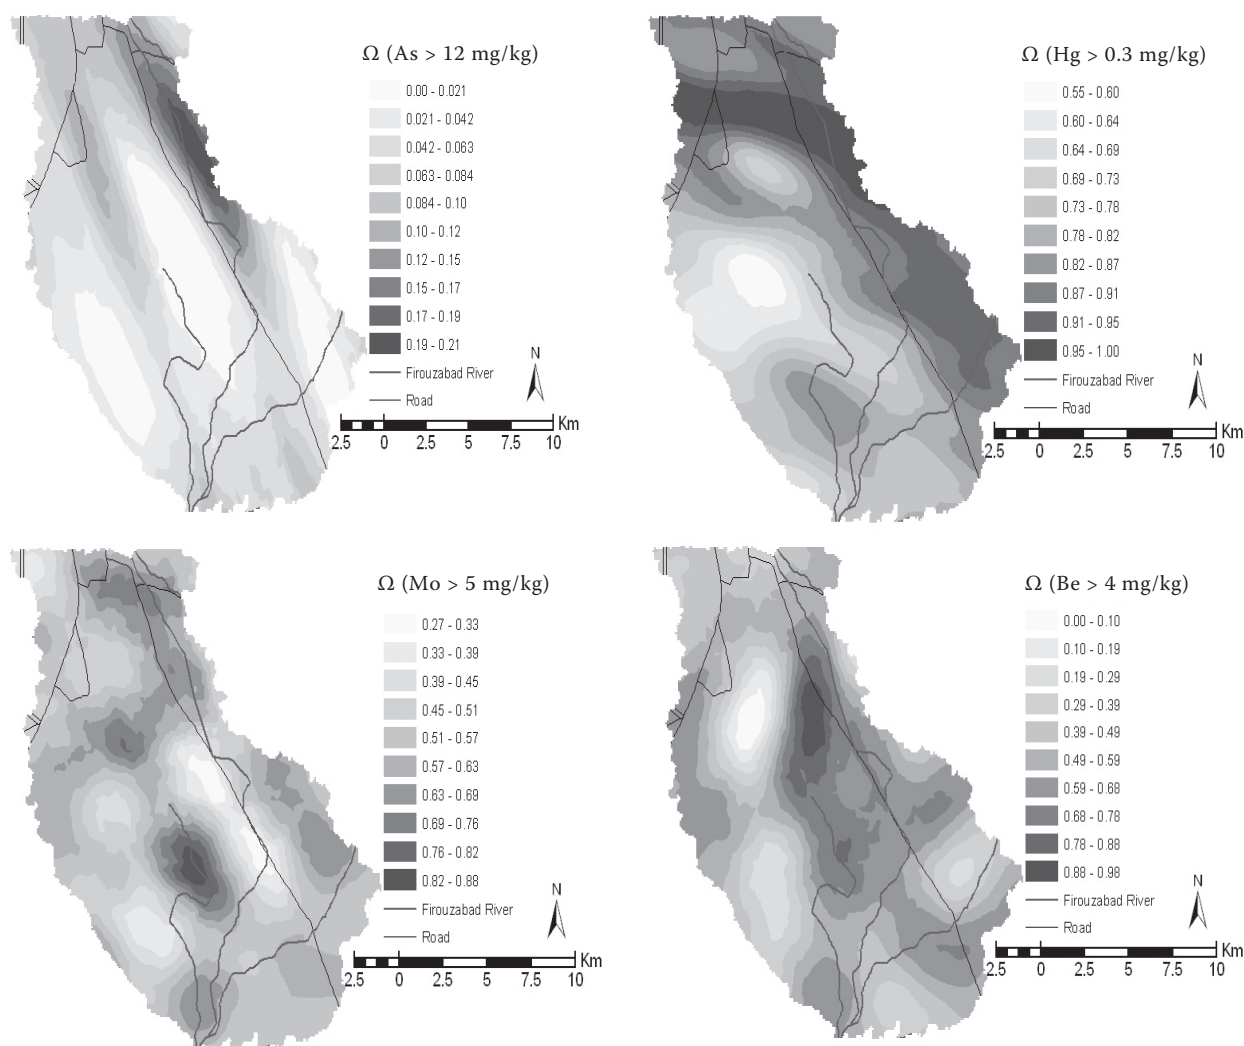 Ω (As > 12 mg/kg)
0.00 - 0.021
0.021 - 0.042
0.042 - 0.063
0.063 - 0.084
0.084 - 0.10
0.10 - 0.12
0.12 - 0.15
0.15 - 0.17
0.17 - 0.19
0.19 - 0.21
Firouzabad River
Road
N
Km
2.5 0 2.5 5 7.5 10
Ω (Hg > 0.3 mg/kg)
0.55 - 0.60
0.60 - 0.64
0.64 - 0.69
0.69 - 0.73
0.73 - 0.78
0.78 - 0.82
0.82 - 0.87
0.87 - 0.91
0.91 - 0.95
0.95 - 1.00
Firouzabad River
Road
N
Km
2.5 0 2.5 5 7.5 10
Ω (Mo > 5 mg/kg)
0.27 - 0.33
0.33 - 0.39
0.39 - 0.45
0.45 - 0.51
0.51 - 0.57
0.57 - 0.63
0.63 - 0.69
0.69 - 0.76
0.76 - 0.82
0.82 - 0.88
Firouzabad River
Road
N
Km
2.5 0 2.5 5 7.5 10
Ω (Be > 4 mg/kg)
0.00 - 0.10
0.10 - 0.19
0.19 - 0.29
0.29 - 0.39
0.39 - 0.49
0.49 - 0.59
0.59 - 0.68
0.68 - 0.78
0.78 - 0.88
0.88 - 0.98
Firouzabad River
Road
N
Km
2.5 0 2.5 5 7.5 10